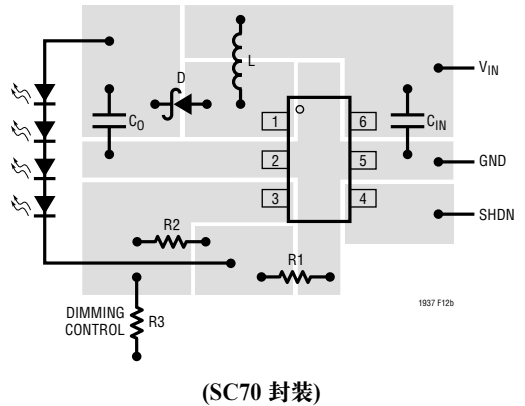 D
L
V_IN
C_O
C_IN
1
6
2
5
GND
3
4
SHDN
R2
R1
DIMMING
CONTROL
R3
1937 F12b
(SC70 封装)